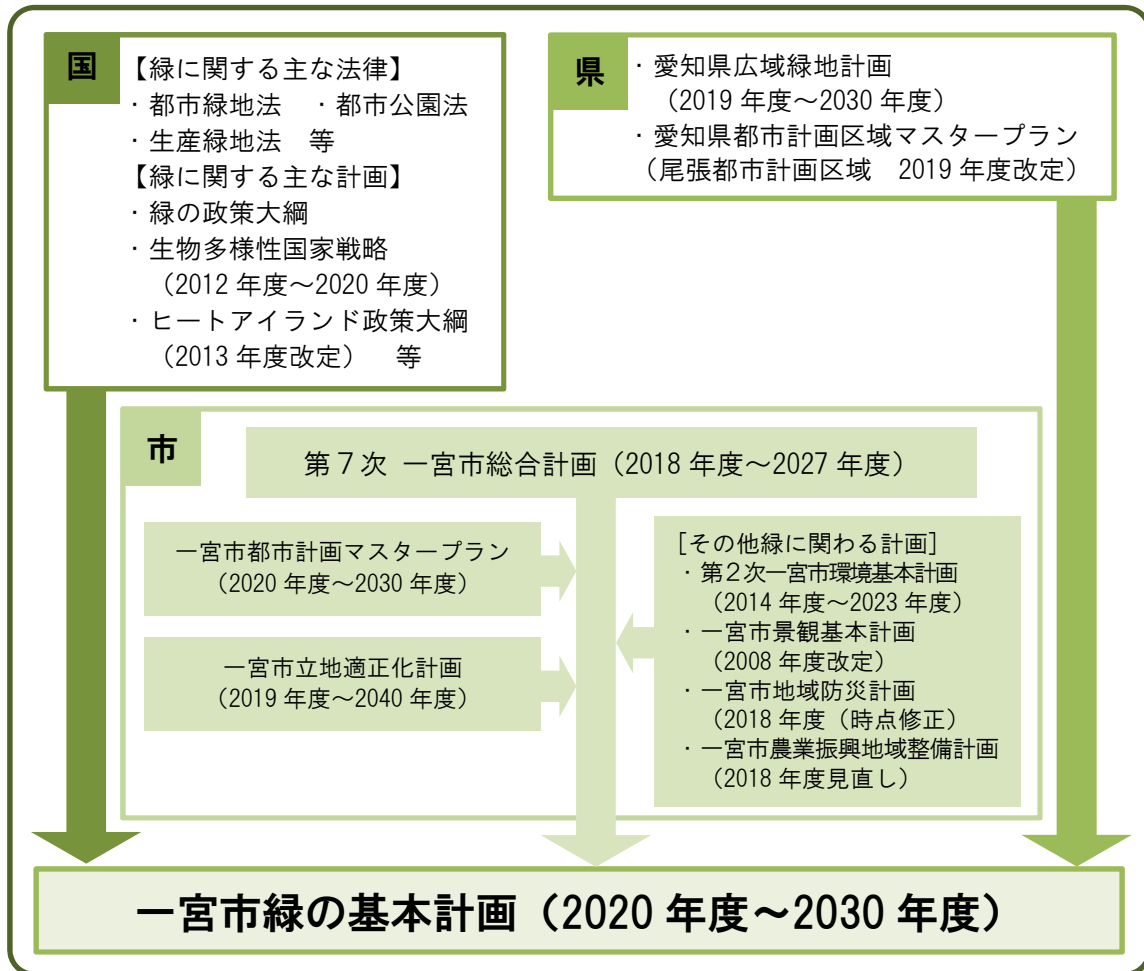 国
【緑に関する主な法律】
・都市緑地法　・都市公園法
・生産緑地法　等
【緑に関する主な計画】
・緑の政策大綱
・生物多様性国家戦略
（2012 年度～2020 年度）
・ヒートアイランド政策大綱
（2013 年度改定）　等
県
・愛知県広域緑地計画
（2019 年度～2030 年度）
・愛知県都市計画区域マスタープラン
（尾張都市計画区域　2019 年度改定）
市
第７次 一宮市総合計画（2018 年度～2027 年度）
一宮市都市計画マスタープラン
（2020 年度～2030 年度）
一宮市立地適正化計画
（2019 年度～2040 年度）
［その他緑に関わる計画］
・第２次一宮市環境基本計画
（2014 年度～2023 年度）
・一宮市景観基本計画
（2008 年度改定）
・一宮市地域防災計画
（2018 年度（時点修正）
・一宮市農業振興地域整備計画
（2018 年度見直し）
一宮市緑の基本計画（2020 年度～2030 年度）